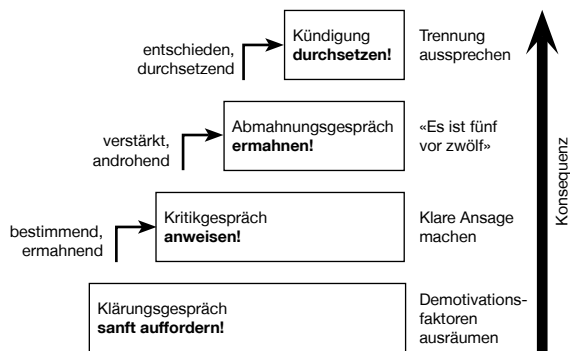 entschieden,
durchsetzend
Kündigung
durchsetzen!
Trennung
aussprechen
verstärkt,
androhend
Abmahnungsgespräch
ermahnen!
«Es ist fünf
vor zwölf»
bestimmend,
ermahnend
Kritikgespräch
anweisen!
Klare Ansage
machen
Klärungsgespräch
sanft auffordern!
Demotivations-
faktoren
ausräumen
Konsequenz